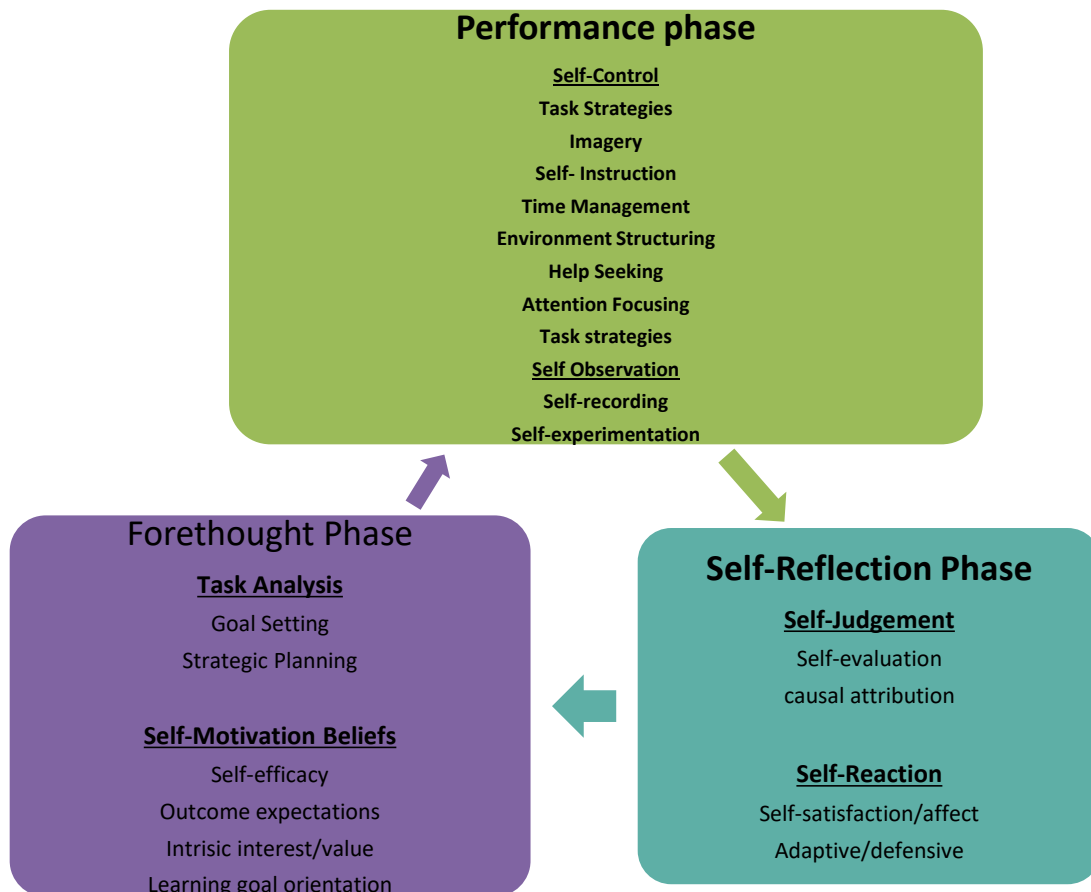 Performance phase
Self-Control
Task Strategies
Imagery
Self- Instruction
Time Management
Environment Structuring
Help Seeking
Attention Focusing
Task strategies
Self Observation
Self-recording
Self-experimentation
Forethought Phase
Task Analysis
Goal Setting
Strategic Planning
Self-Motivation Beliefs
Self-efficacy
Outcome expectations
Intrisic interest/value
Learning goal orientation
Self-Reflection Phase
Self-Judgement
Self-evaluation
causal attribution
Self-Reaction
Self-satisfaction/affect
Adaptive/defensive